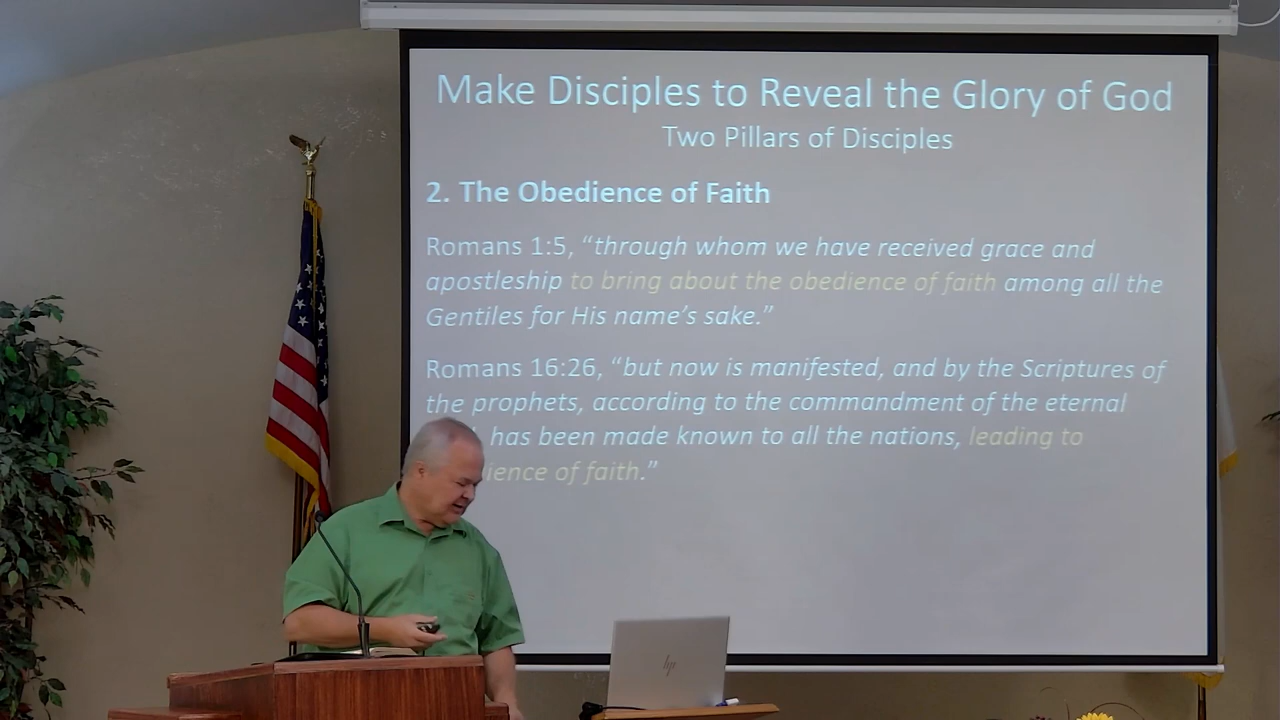 Make Disciples to Reveal the Glory of God
Two Pillars of Disciples
2. The Obedience of Faith
Romans 1:5, “through whom we have received grace and
apostleship to bring about the obedience of faith among all the
Gentiles for His name’s sake.”
Romans 16:26, “but now is manifested, and by the Scriptures of
the prophets, according to the commandment of the eternal
has been made known to all the nations, leading to
ience of faith.”
hp